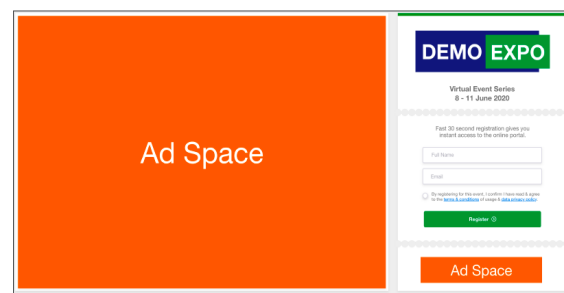 Ad Space
DEMO EXPO
Virtual Event Series
8 - 11 June 2020
Fast 30 second registration gives you
instant access to the online portal.
Full Name
Email
By registering for this event, I confirm I have read & agree
to the terms & conditions of usage & data privacy policy.
Register
Ad Space